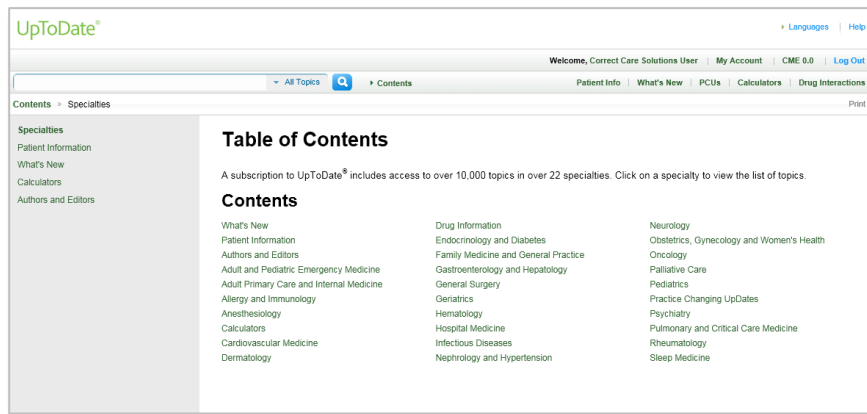 UpToDate®
Languages | Help
Welcome, Correct Care Solutions User | My Account | CME 0.0 | Log Out
All Topics Contents Patient Info | What's New | PCUs | Calculators | Drug Interactions
Contents > Specialties Print
Specialties
Patient Information
What's New
Calculators
Authors and Editors
Table of Contents
A subscription to UpToDate® includes access to over 10,000 topics in over 22 specialties. Click on a specialty to view the list of topics.
Contents
What's New
Patient Information
Authors and Editors
Adult and Pediatric Emergency Medicine
Adult Primary Care and Internal Medicine
Allergy and Immunology
Anesthesiology
Calculators
Cardiovascular Medicine
Dermatology
Drug Information
Endocrinology and Diabetes
Family Medicine and General Practice
Gastroenterology and Hepatology
General Surgery
Geriatrics
Hematology
Hospital Medicine
Infectious Diseases
Nephrology and Hypertension
Neurology
Obstetrics, Gynecology and Women's Health
Oncology
Palliative Care
Pediatrics
Practice Changing UpDates
Psychiatry
Pulmonary and Critical Care Medicine
Rheumatology
Sleep Medicine